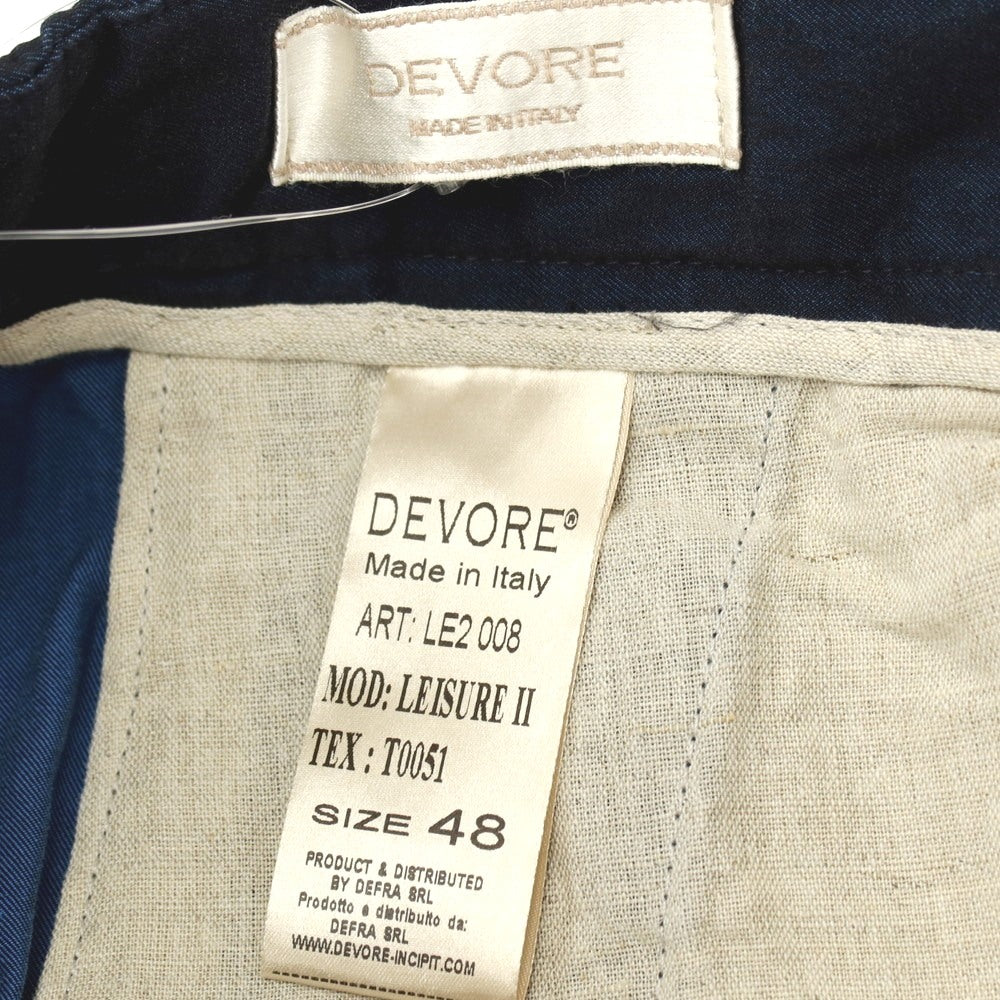 DEVORE
MADE IN ITALY
DEVORE®
Made in Italy
ART: LE2 008
MOD: LEISURE II
TEX : T0051
SIZE 48
PRODUCT & DISTRIBUTED
BY DEFRA SRL
Prodotto e distribuito da:
DEFRA SRL
WWW.DEVORE-INCIPIT.COM